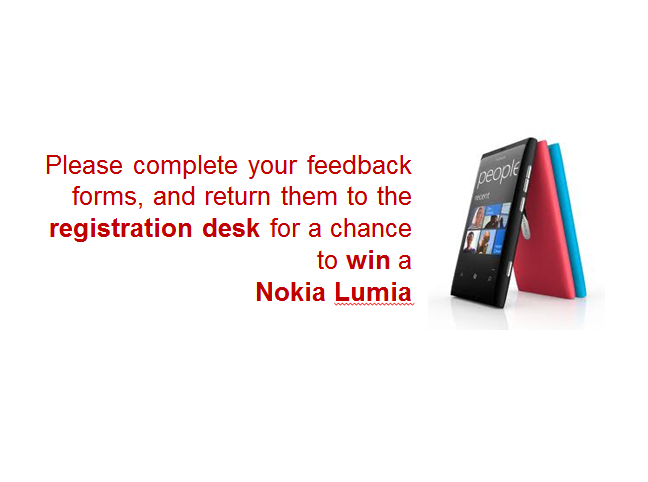 Please complete your feedback
forms, and return them to the
registration desk for a chance
to win a
Nokia Lumia
people
recent